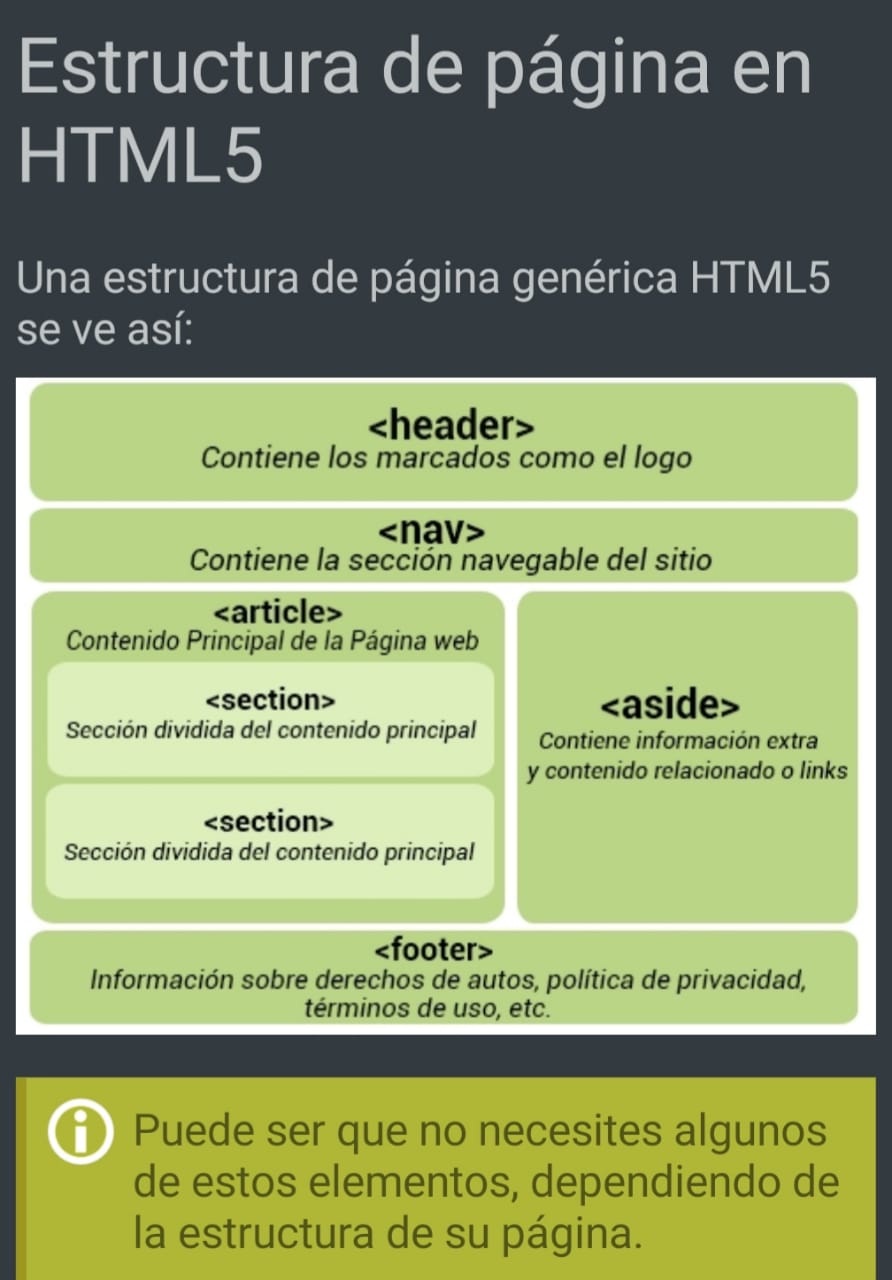 Estructura de página en
HTML5
Una estructura de página genérica HTML5
se ve así:
<header>
Contiene los marcados como el logo
<nav>
Contiene la sección navegable del sitio
<article>
Contenido Principal de la Página web
<section>
Sección dividida del contenido principal
<section>
Sección dividida del contenido principal
<aside>
Contiene información extra
y contenido relacionado o links
<footer>
Información sobre derechos de autos, política de privacidad,
términos de uso, etc.
Puede ser que no necesites algunos
de estos elementos, dependiendo de
la estructura de su página.